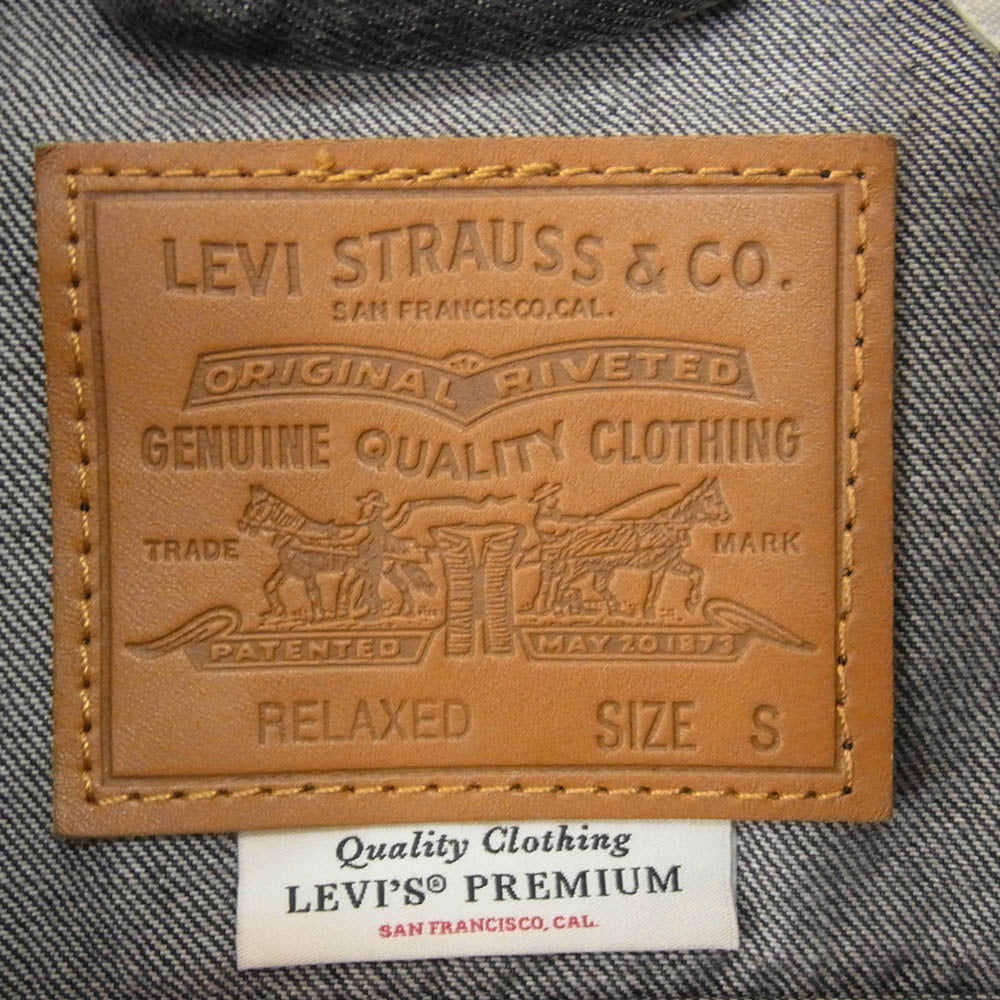 LEVI STRAUSS & CO.
SAN FRANCISCO, CAL.
ORIGINAL RIVETED
GENUINE QUALITY CLOTHING
TRADE MARK
PATENTED MAY 20 1873
RELAXED SIZE S
Quality Clothing
LEVI'S® PREMIUM
SAN FRANCISCO, CAL.